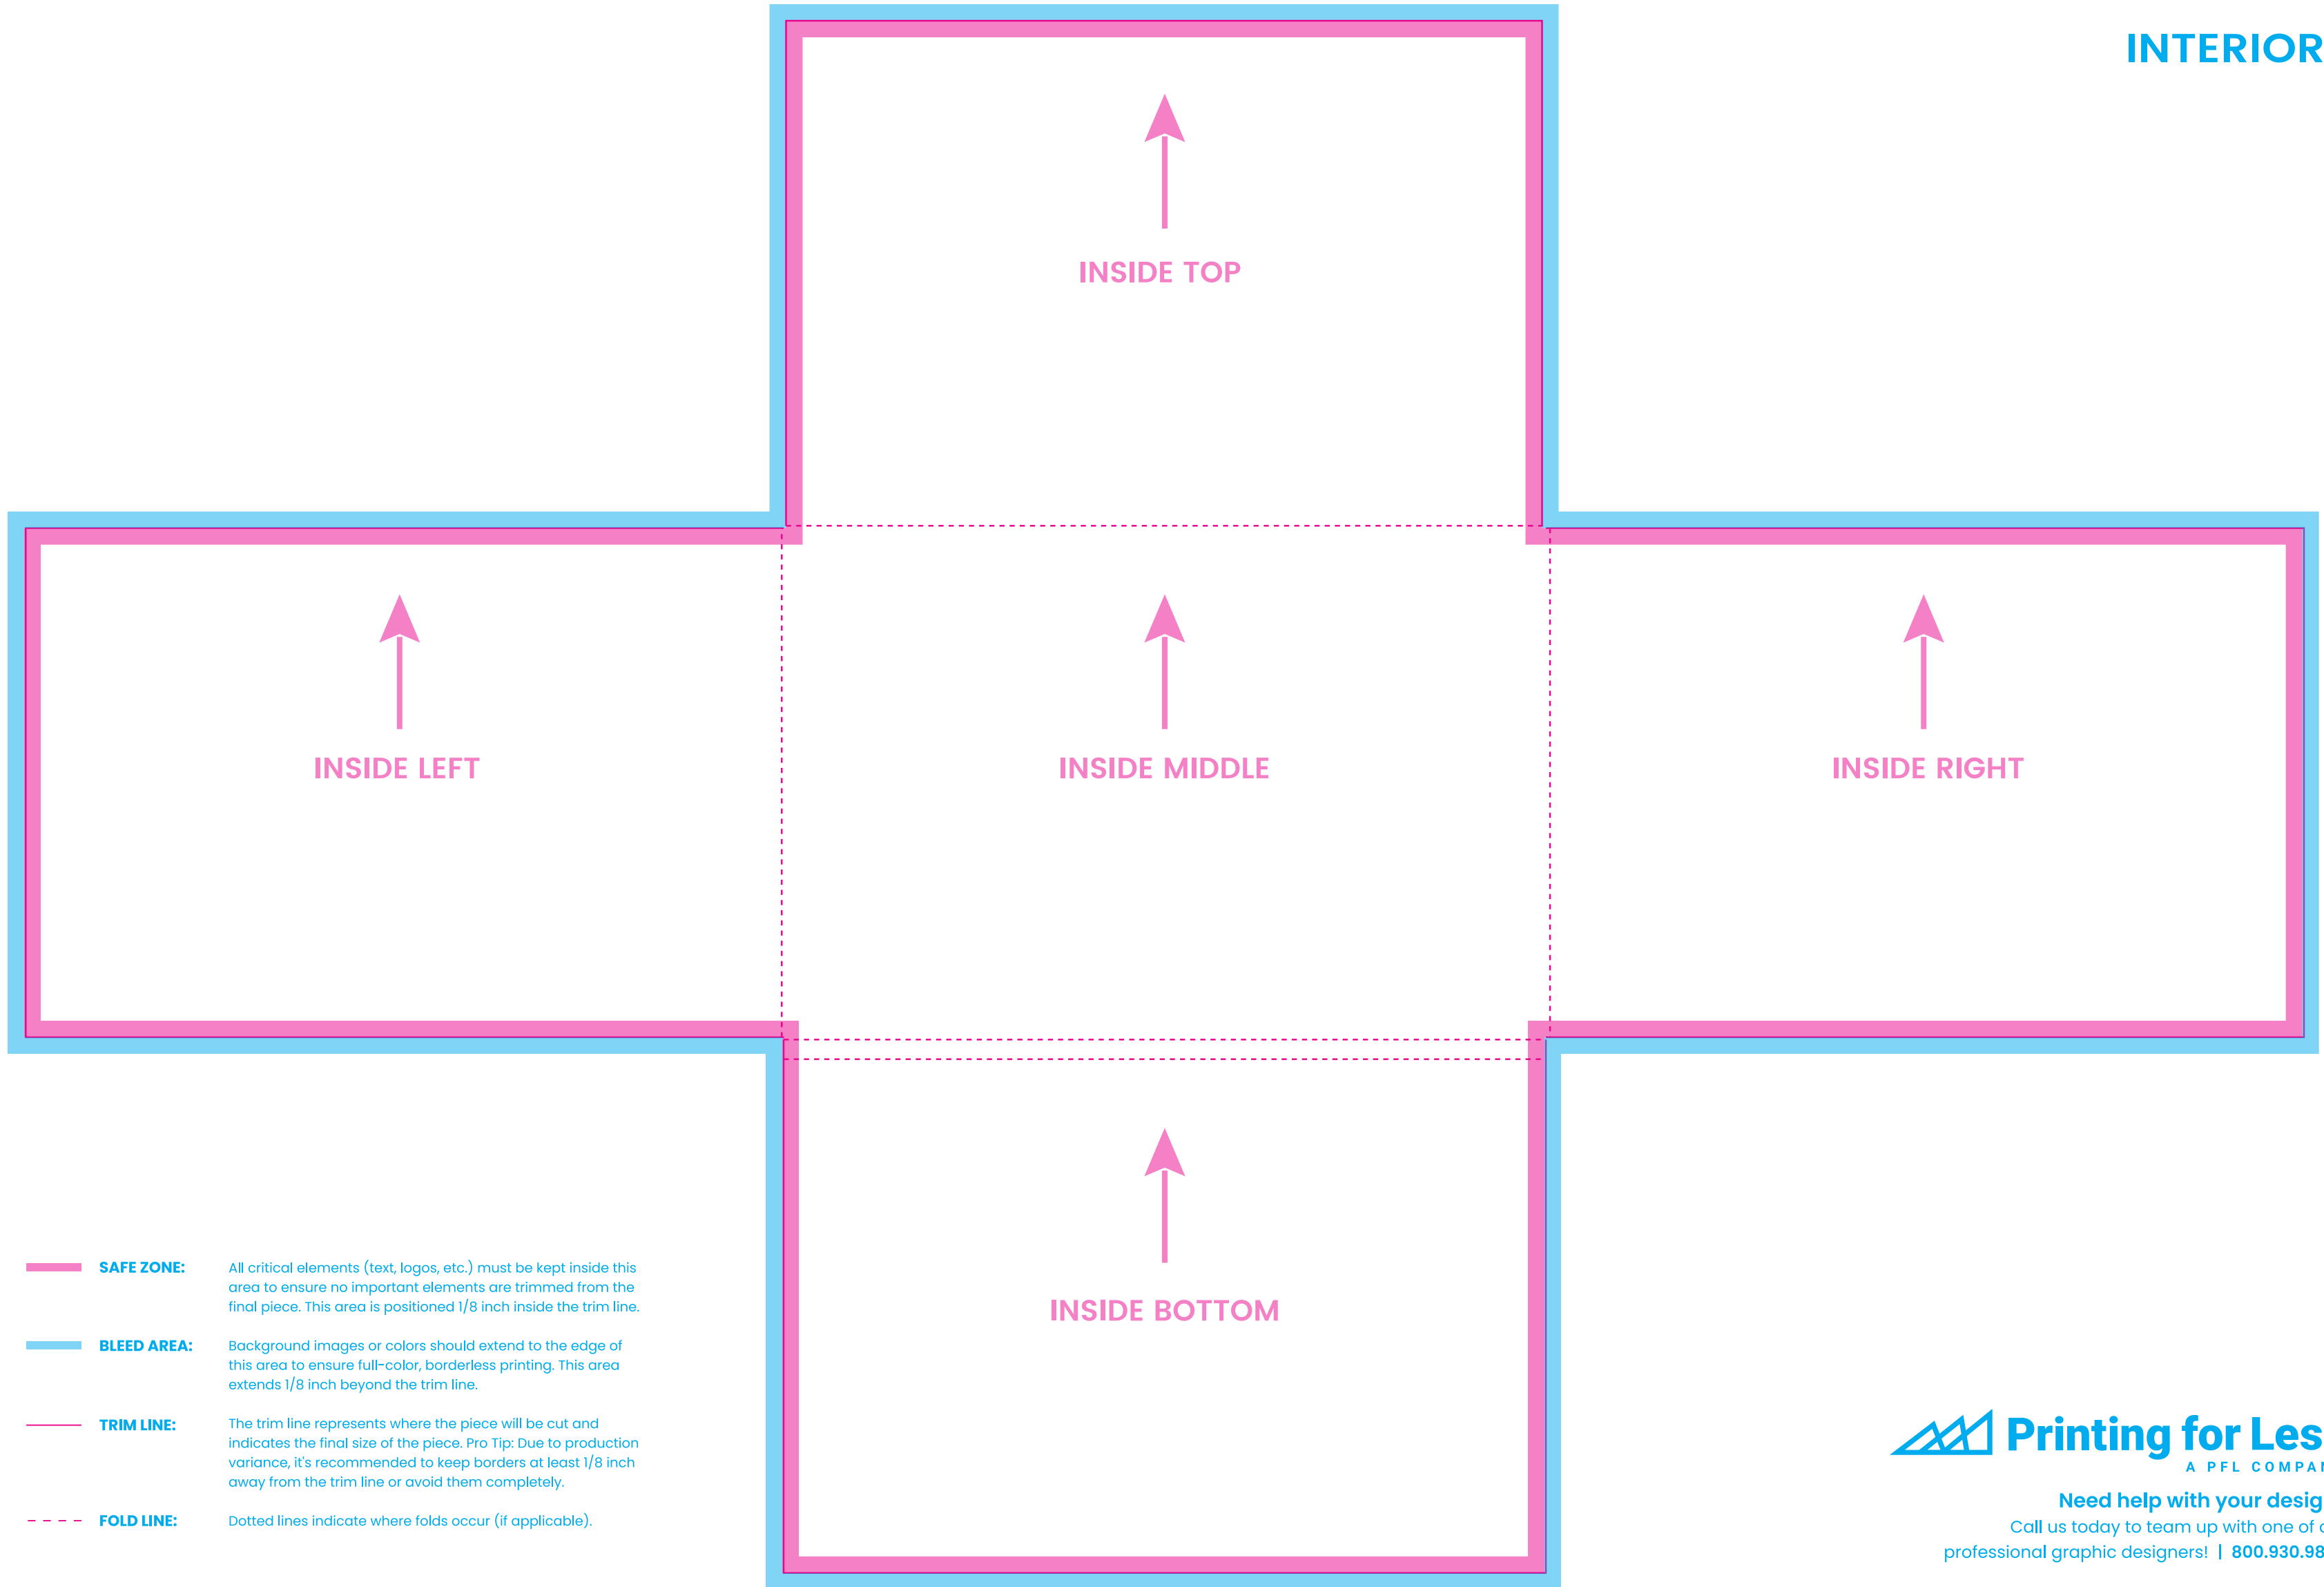 INTERIOR
INSIDE TOP
INSIDE LEFT
INSIDE MIDDLE
INSIDE RIGHT
INSIDE BOTTOM
SAFE ZONE:
All critical elements (text, logos, etc.) must be kept inside this
area to ensure no important elements are trimmed from the
final piece. This area is positioned 1/8 inch inside the trim line.
BLEED AREA:
Background images or colors should extend to the edge of
this area to ensure full-color, borderless printing. This area
extends 1/8 inch beyond the trim line.
TRIM LINE:
The trim line represents where the piece will be cut and
indicates the final size of the piece. Pro Tip: Due to production
variance, it's recommended to keep borders at least 1/8 inch
away from the trim line or avoid them completely.
FOLD LINE:
Dotted lines indicate where folds occur (if applicable).
Printing for Les
A PFL COMPAN
Need help with your desig
Call us today to team up with one of
professional graphic designers! | 800.930.98